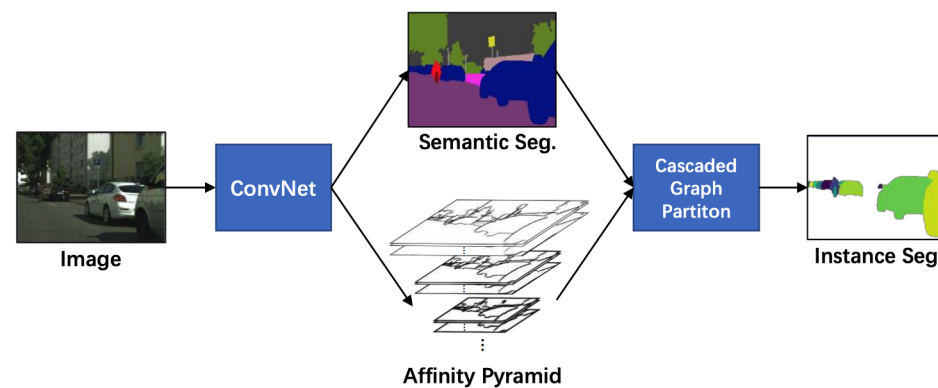 Semantic Seg.
ConvNet
Cascaded
Graph
Partiton
Image
Instance Seg
Affinity Pyramid